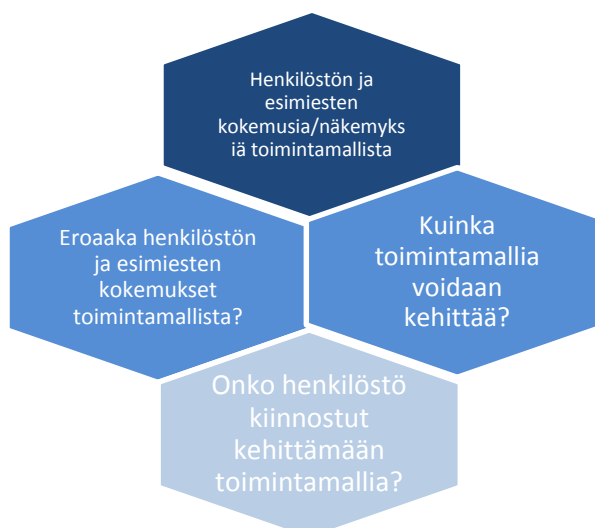 Henkilöstön ja
esimiesten
kokemusia/näkemyks
iä toimintamallista
Eroaaka henkilöstön
ja esimiesten
kokemukset
toimintamallista?
Kuinka
toimintamallia
voidaan
kehittää?
Onko henkilöstö
kiinnostut
kehittämään
toimintamallia?